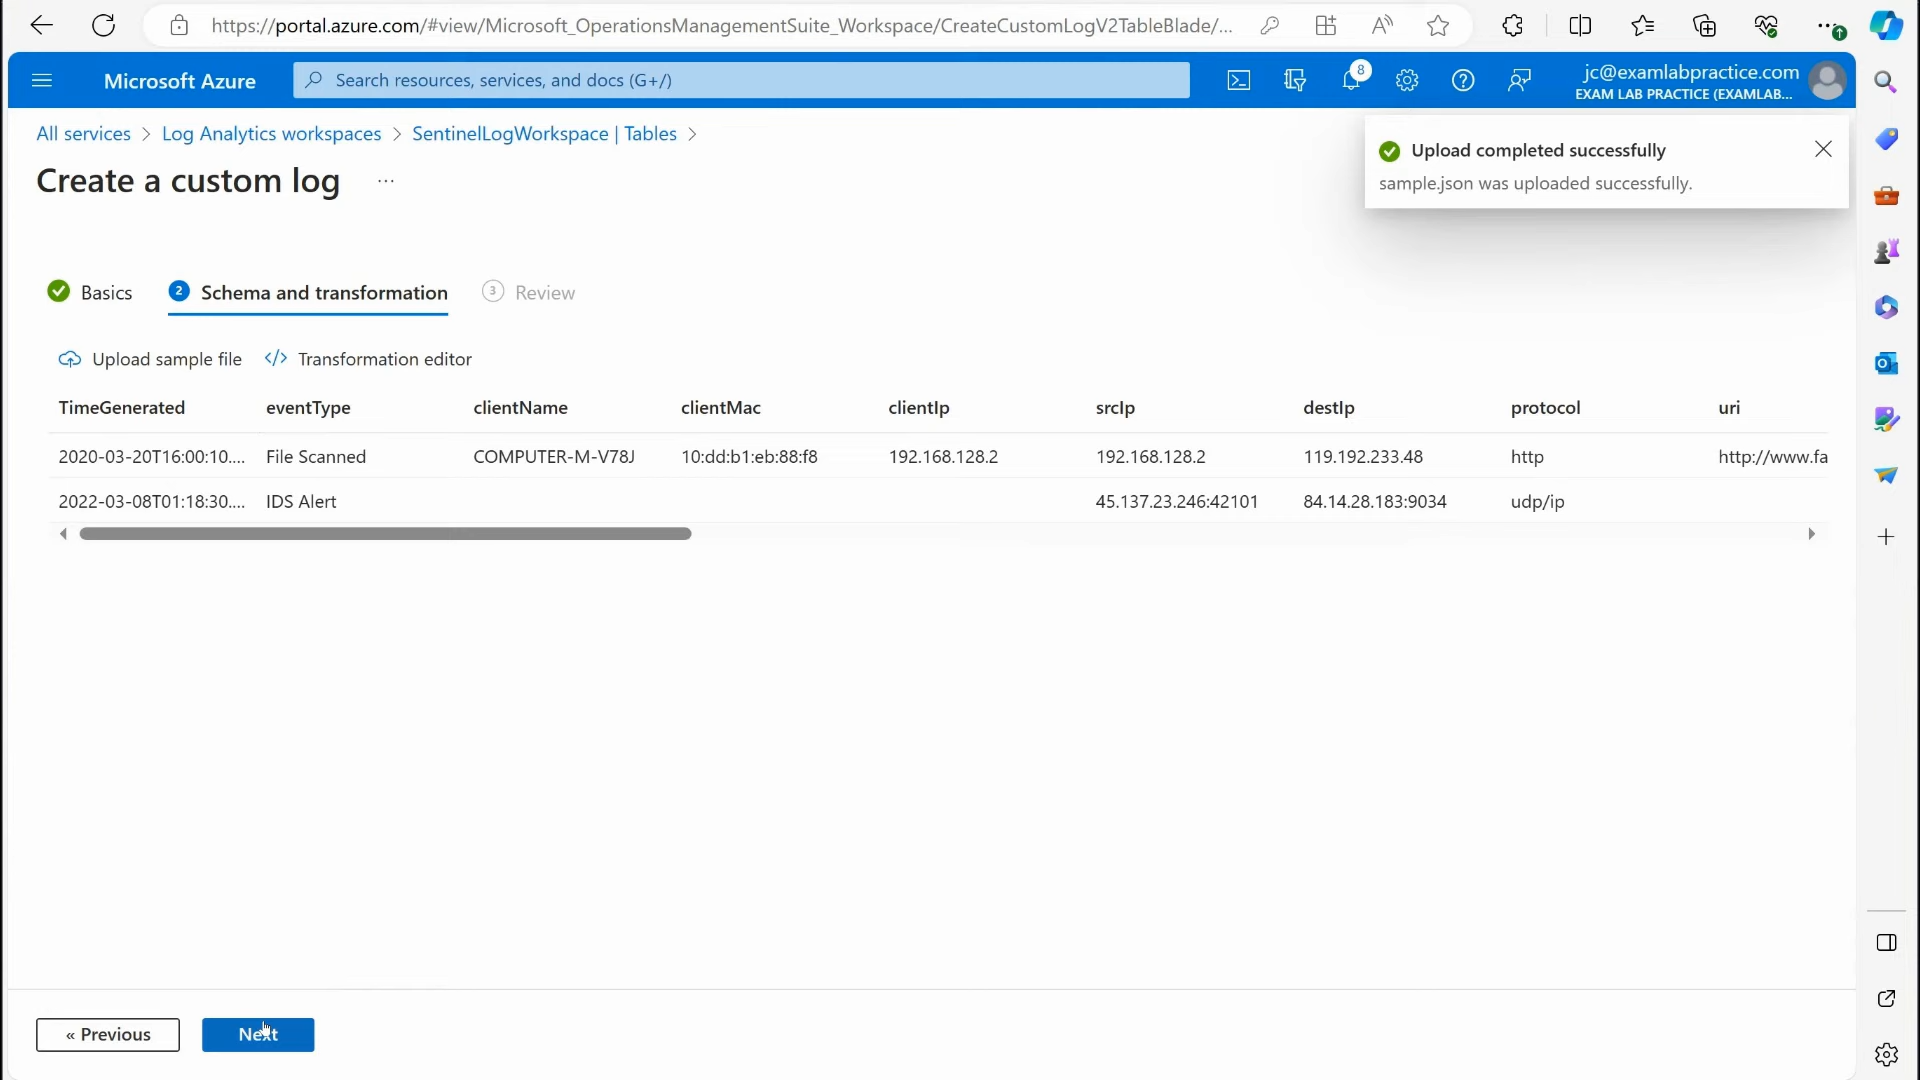 https://portal.azure.com/#view/Microsoft_OperationsManagementSuite_Workspace/CreateCustomLogV2TableBlade/...
Microsoft Azure
Search resources, services, and docs (G+/)
8
jc@examlabpractice.com
EXAM LAB PRACTICE (EXAMLAB...
All services > Log Analytics workspaces > SentinelLogWorkspace | Tables >
Upload completed successfully
sample.json was uploaded successfully.
Create a custom log ...
Basics
2 Schema and transformation
3 Review
Upload sample file
</> Transformation editor
TimeGenerated eventType clientName clientMac clientIp srcIp destIp protocol uri
2020-03-20T16:00:10.... File Scanned COMPUTER-M-V78J 10:dd:b1:eb:88:f8 192.168.128.2 192.168.128.2 119.192.233.48 http http://www.fa
2022-03-08T01:18:30.... IDS Alert 45.137.23.246:42101 84.14.28.183:9034 udp/ip
« Previous
Next